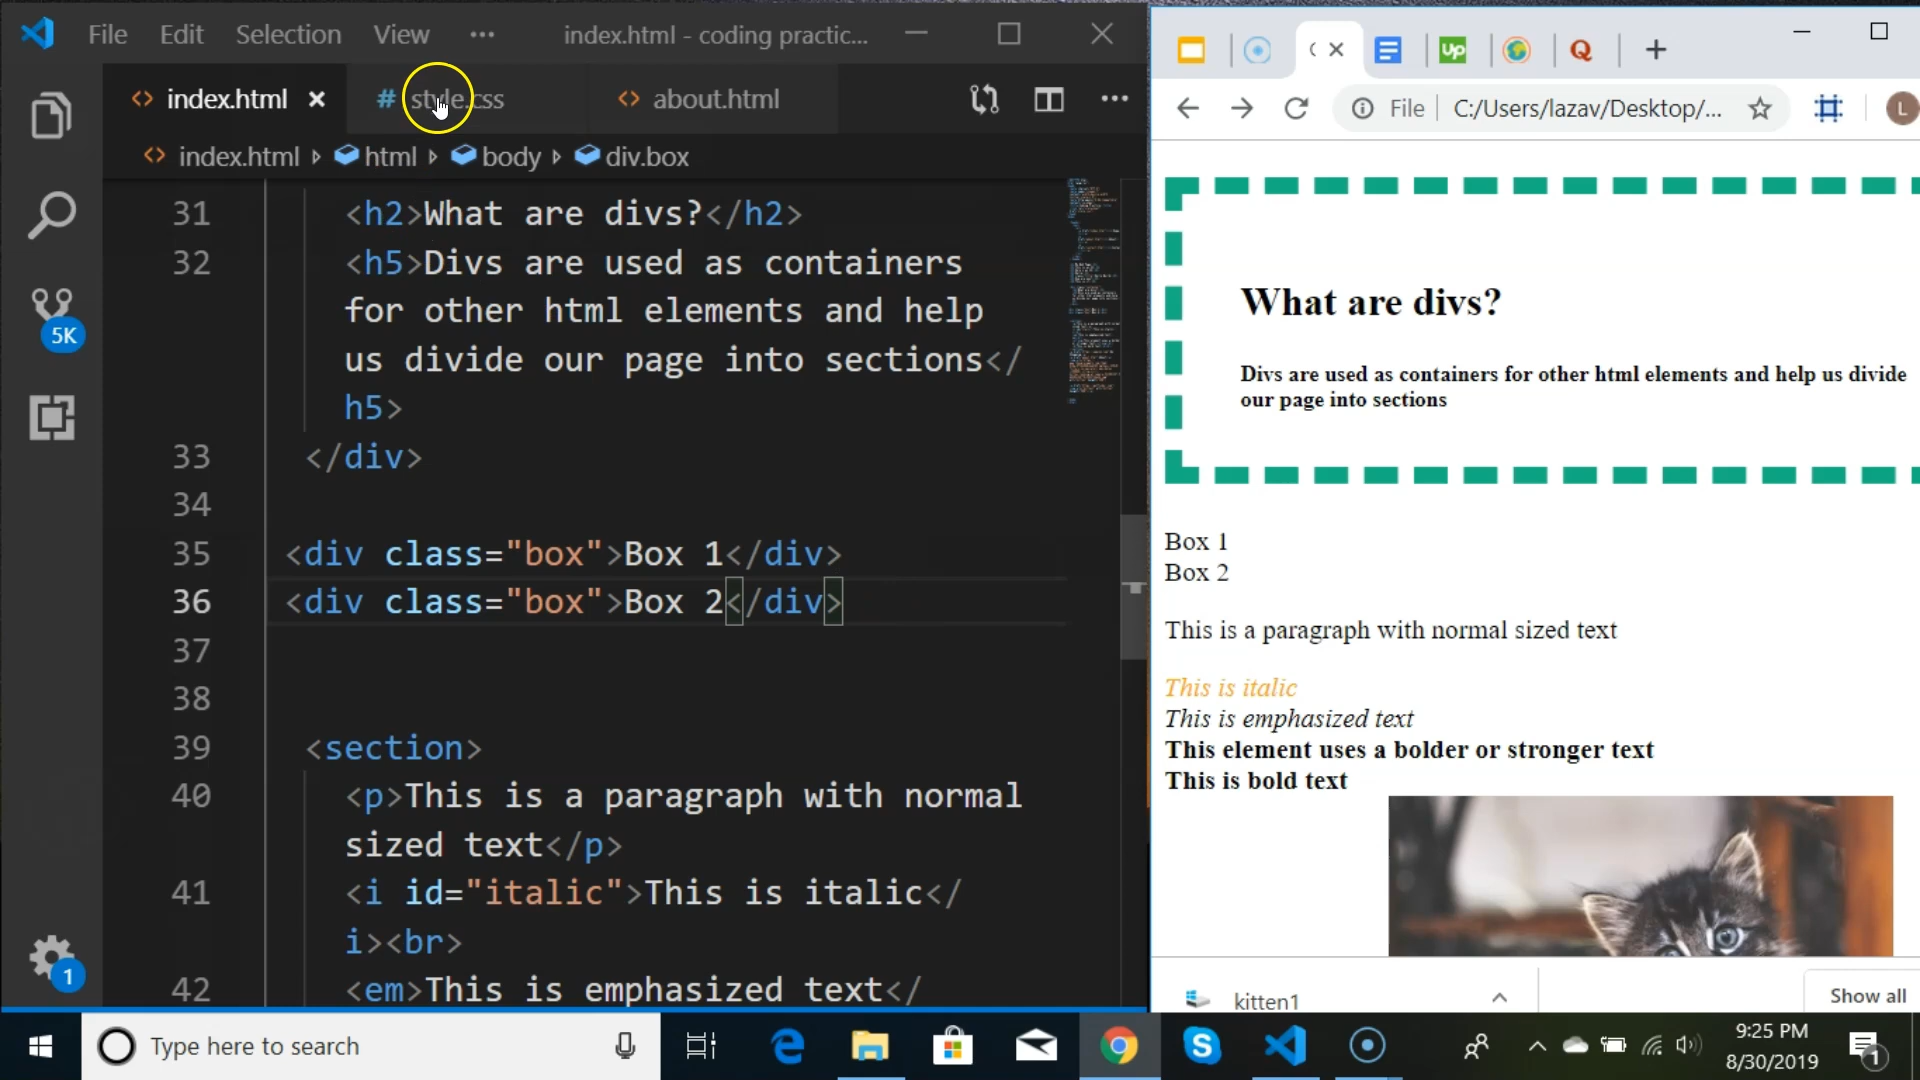 File Edit Selection View ··· index.html - coding practic...
index.html style.css about.html ···
index.html html body div.box
31 <h2>What are divs?</h2>
32 <h5>Divs are used as containers
for other html elements and help
us divide our page into sections</
h5>
33 </div>
34
35 <div class="box">Box 1</div>
36 <div class="box">Box 2</div>
37
38
39 <section>
40 <p>This is a paragraph with normal
sized text</p>
41 <i id="italic">This is italic</
i><br>
42 <em>This is emphasized text</
5K
1
Up Q
File C:/Users/lazav/Desktop/... L
What are divs?
Divs are used as containers for other html elements and help us divide
our page into sections
Box 1
Box 2
This is a paragraph with normal sized text
This is italic
This is emphasized text
This element uses a bolder or stronger text
This is bold text
kitten1 Show all
Type here to search
9:25 PM
8/30/2019
1